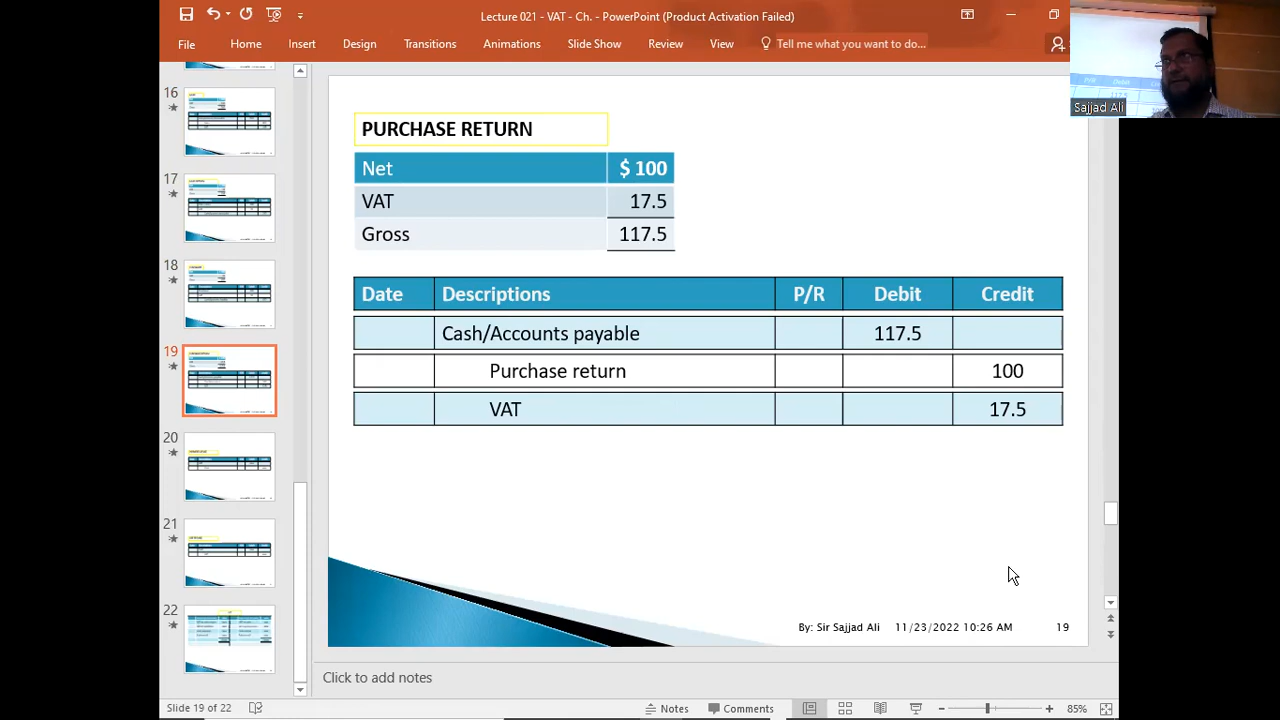 Lecture 021 - VAT - Ch. - PowerPoint (Product Activation Failed)
File Home Insert Design Transitions Animations Slide Show Review View Tell me what you want to do...
Sajjad Ali
16
17
18
19
20
21
22
PURCHASE RETURN
Net $ 100
VAT 17.5
Gross 117.5
Date Descriptions P/R Debit Credit
Cash/Accounts payable 117.5
Purchase return 100
VAT 17.5
By: Sir Sajjad Ali 11/23/2022 10:26 AM 19
Click to add notes
Slide 19 of 22 Notes Comments 85%